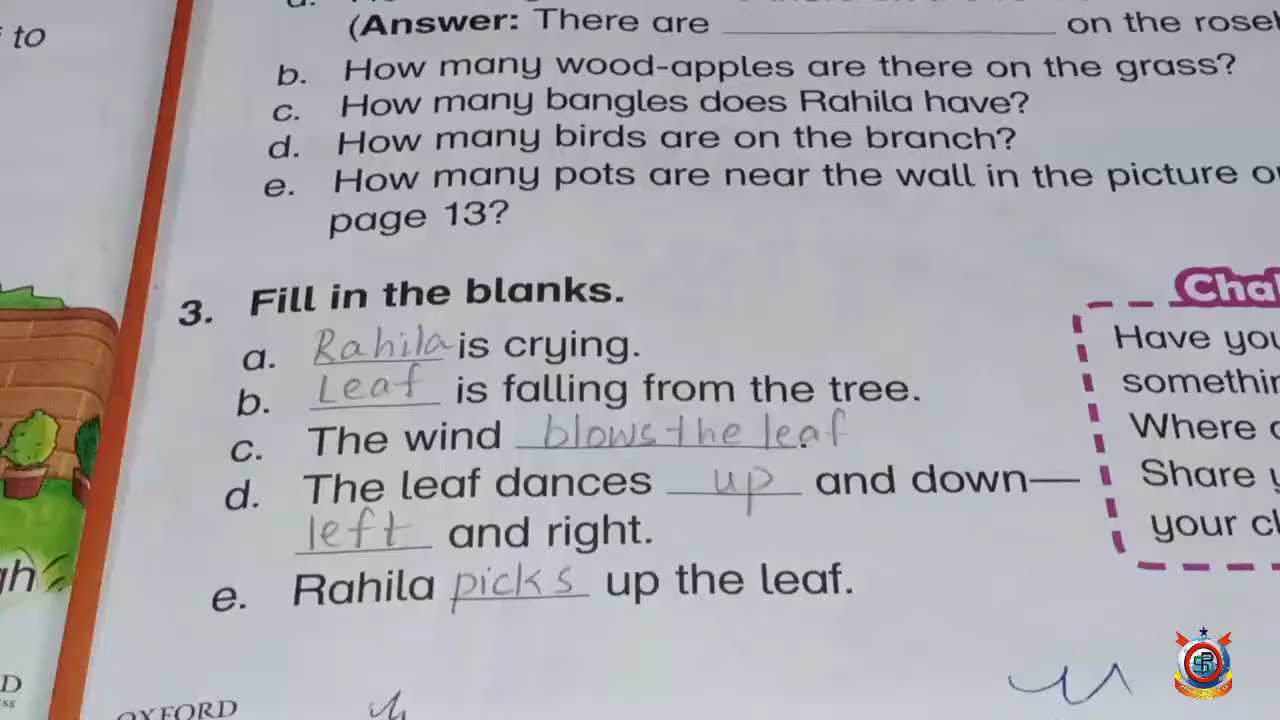 to
(Answer: There are ____ on the rose
b. How many wood-apples are there on the grass?
c. How many bangles does Rahila have?
d. How many birds are on the branch?
e. How many pots are near the wall in the picture
page 13?
3. Fill in the blanks.
a. Rahila is crying.
b. Leaf is falling from the tree.
c. The wind blows the leaf
d. The leaf dances up and down—
left and right.
e. Rahila picks up the leaf.
Have you
Where
Share
OXFORD